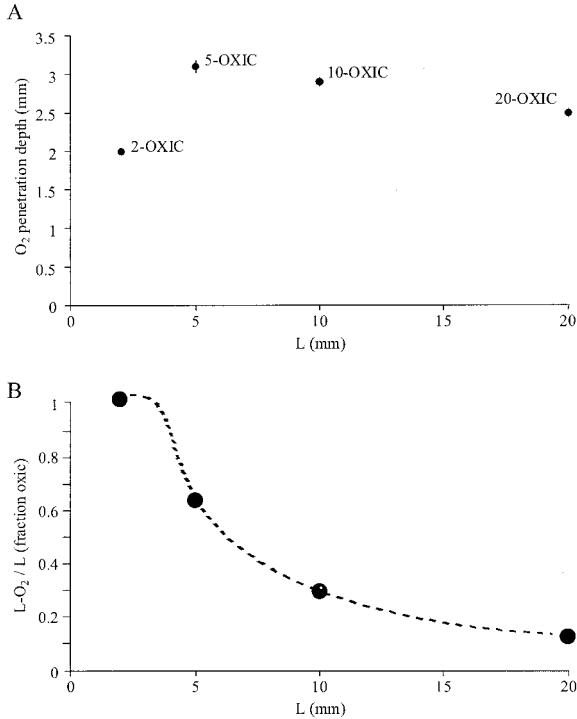 A
3.5
3
2.5
2
1.5
1
0.5
0
O2 penetration depth (mm)
5-OXIC
10-OXIC
20-OXIC
2-OXIC
0 5 10 15 20
L (mm)
B
1
0.8
0.6
0.4
0.2
0
L-O2 / L (fraction oxic)
0 5 10 15 20
L (mm)